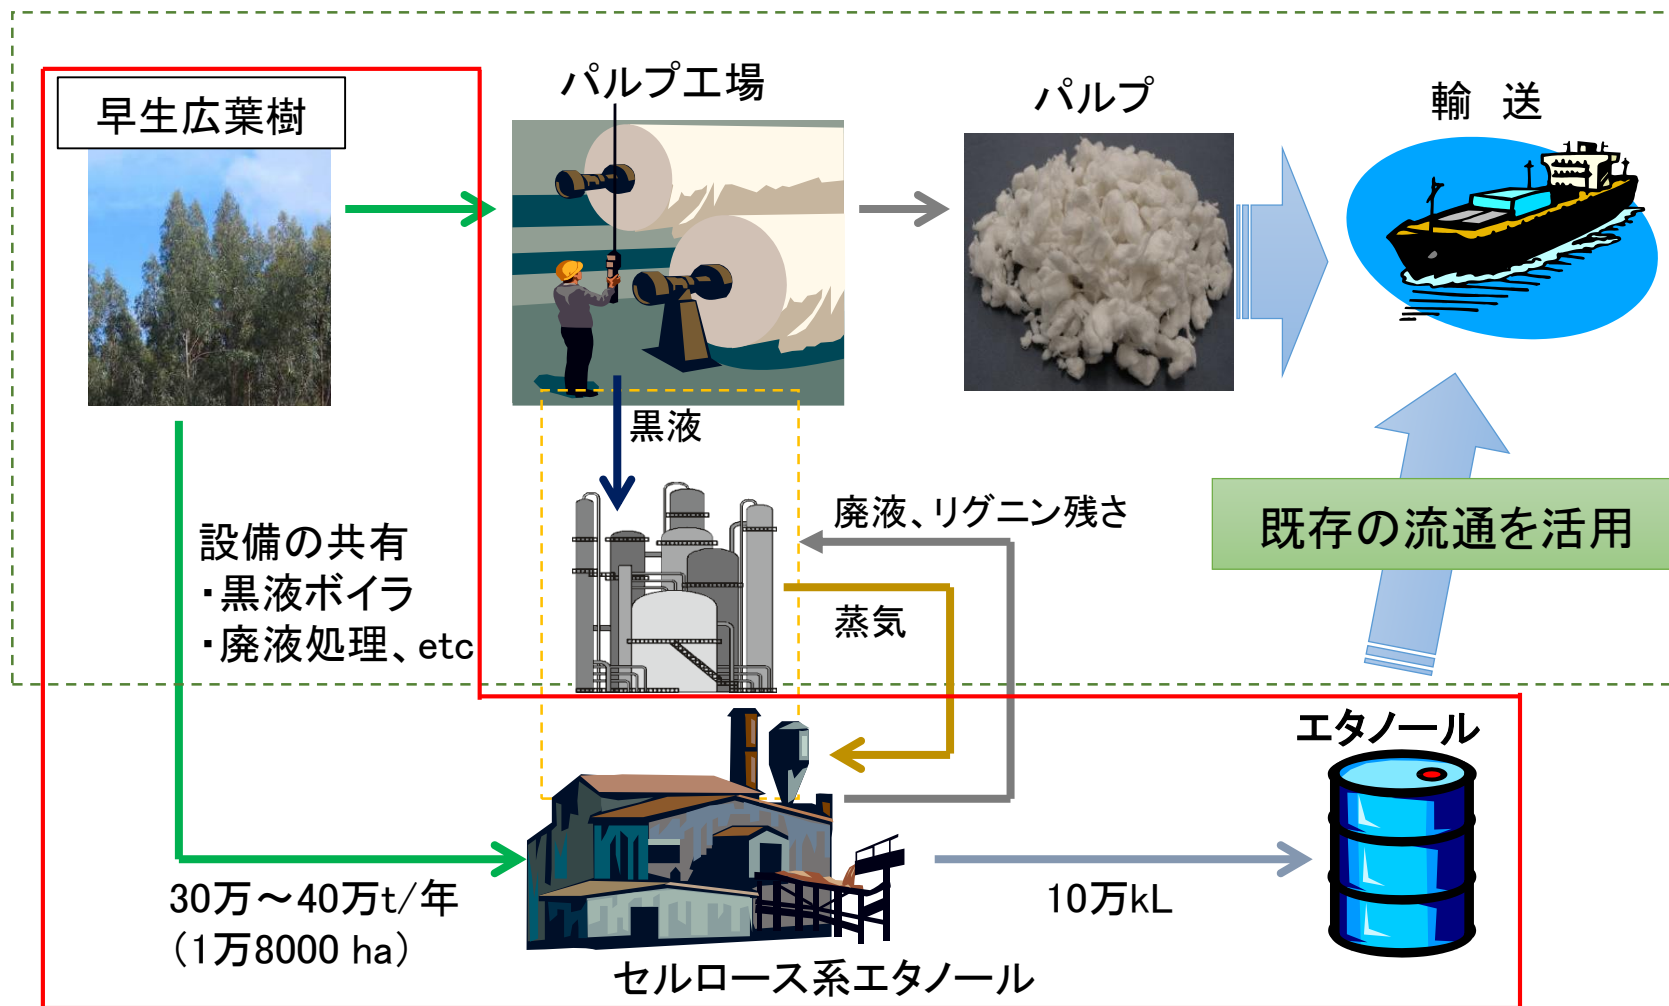 早生広葉樹
パルプ工場
パルプ
輸 送
黒液
設備の共有
・黒液ボイラ
・廃液処理、etc
廃液、リグニン残さ
蒸気
既存の流通を活用
エタノール
30万～40万t/年
（1万8000 ha）
10万kL
セルロース系エタノール